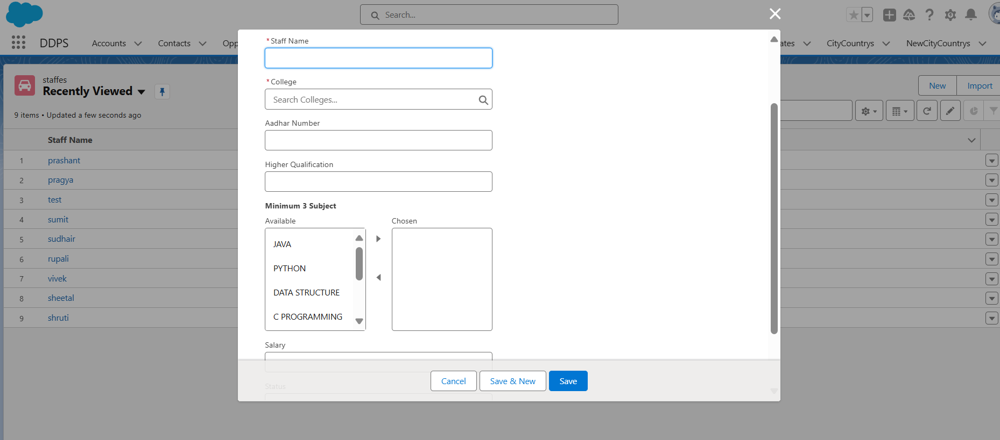 Search...
DDPS
Accounts
Contacts
Opp
ates
CityCountrys
NewCityCountrys
staffes
Recently Viewed
9 items • Updated a few seconds ago
New
Import
Staff Name
1 prashant
2 pragya
3 test
4 sumit
5 sudhair
6 rupali
7 vivek
8 sheetal
9 shruti
* Staff Name
* College
Search Colleges...
Aadhar Number
Higher Qualification
Minimum 3 Subject
Available
Chosen
JAVA
PYTHON
DATA STRUCTURE
C PROGRAMMING
Salary
Status
Cancel
Save & New
Save